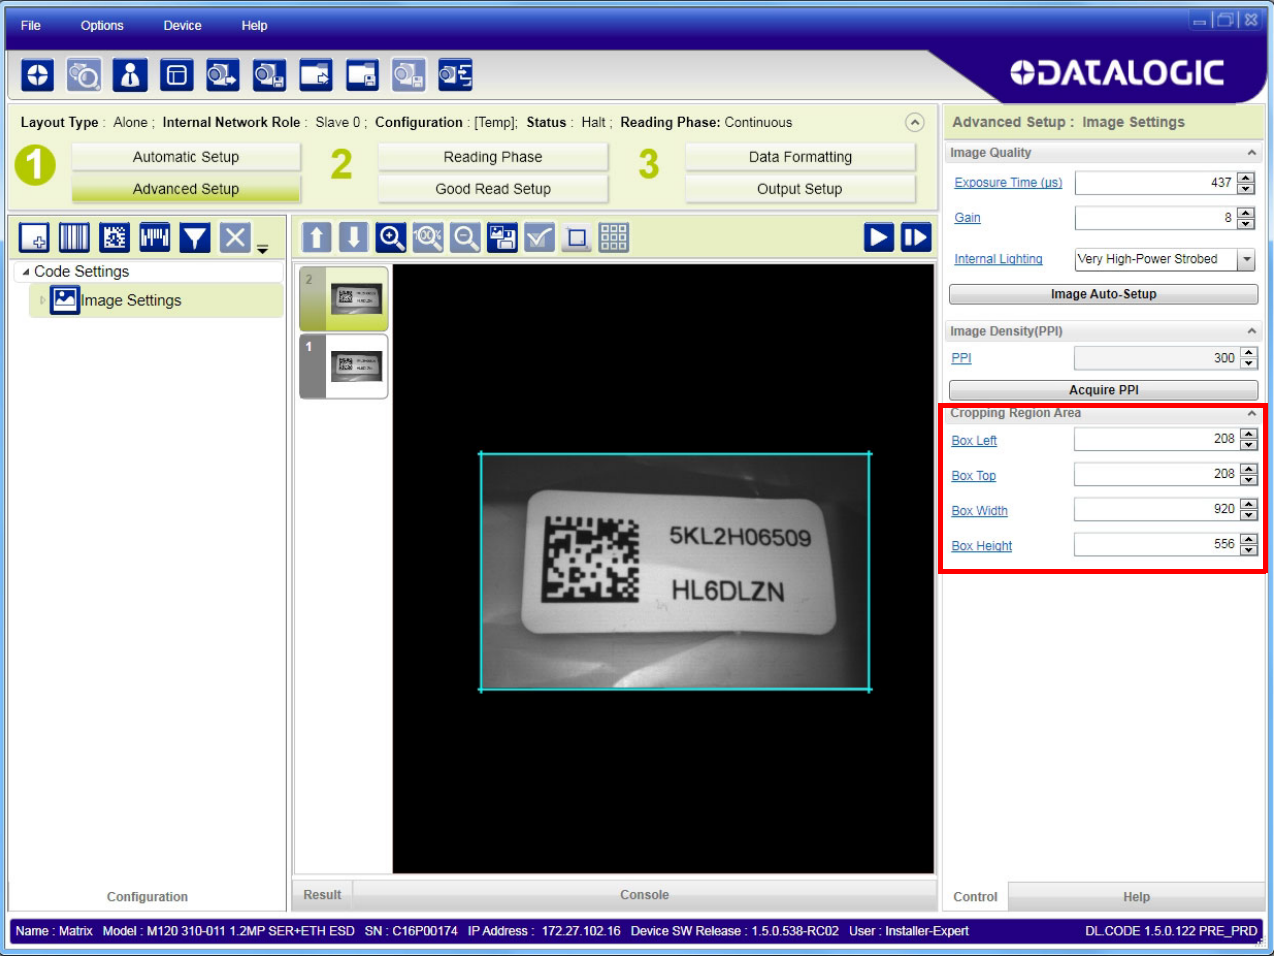 File Options Device Help
DATALOGIC
Layout Type : Alone ; Internal Network Role : Slave 0 ; Configuration : [Temp]; Status : Halt ; Reading Phase: Continuous
1 Automatic Setup 2 Reading Phase 3 Data Formatting
Advanced Setup Good Read Setup Output Setup
Code Settings
Image Settings
100%
2
1
5KL2H06509
HL6DLZN
Configuration
Result Console
Advanced Setup : Image Settings
Image Quality
Exposure Time (µs) 437
Gain 8
Internal Lighting Very High-Power Strobed
Image Auto-Setup
Image Density(PPI)
PPI 300
Acquire PPI
Cropping Region Area
Box Left 208
Box Top 208
Box Width 920
Box Height 556
Control Help
Name : Matrix Model : M120 310-011 1.2MP SER+ETH ESD SN : C16P00174 IP Address : 172.27.102.16 Device SW Release : 1.5.0.538-RC02 User : Installer-Expert DL.CODE 1.5.0.122 PRE_PRD